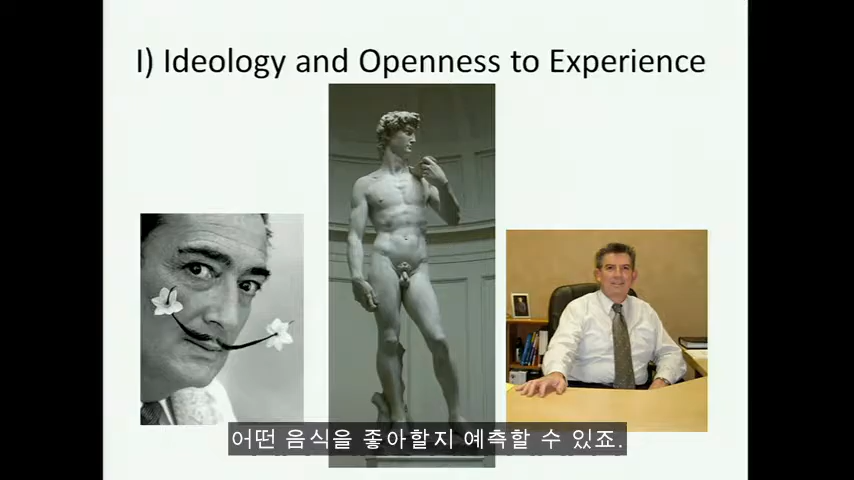 I) Ideology and Openness to Experience
어떤 음식을 좋아할지 예측할 수 있죠.